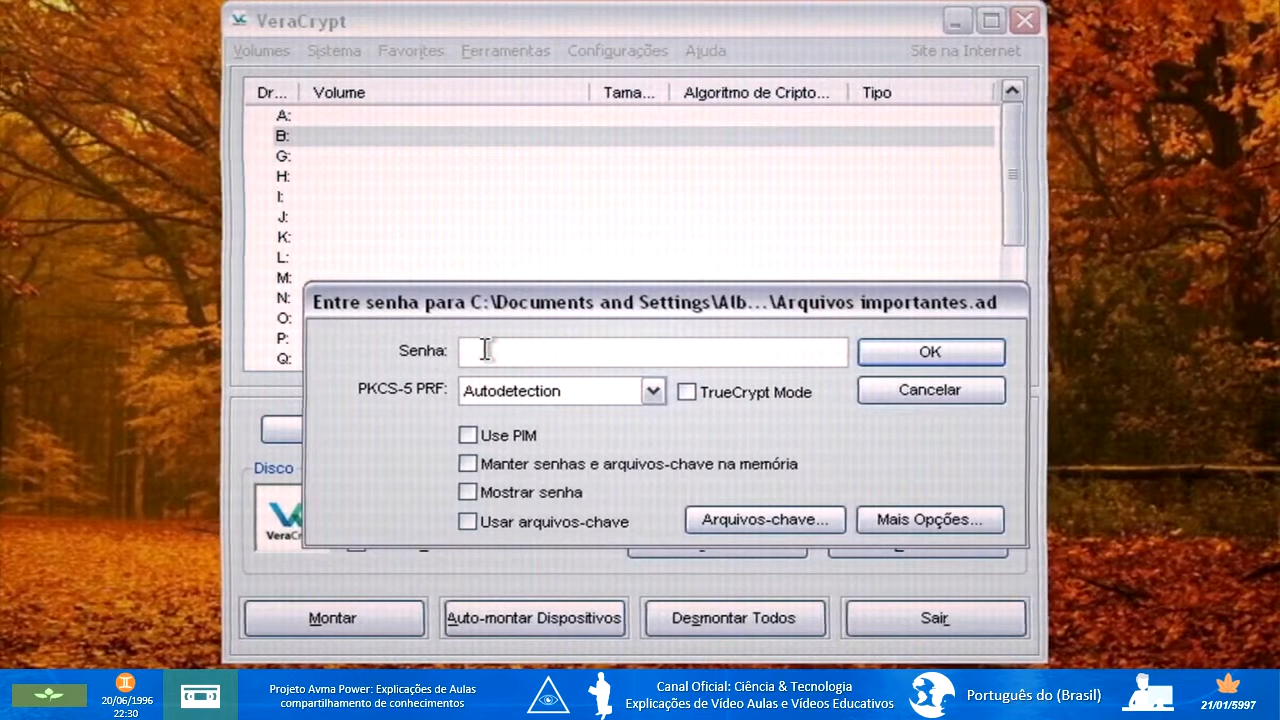 VeraCrypt
Volumes Sistema Favorites Ferramentas Configurações Ajuda Site na Internet
Dr... Volume Tama... Algoritmo de Cripto... Tipo
A:
B:
G:
H:
I:
J:
K:
L:
M:
N:
O:
P:
Q:
Entre senha para C:\Documents and Settings\Alb...\Arquivos importantes.ad
Senha:
OK
PKCS-5 PRF: Autodetection TrueCrypt Mode Cancelar
Use PIM
Manter senhas e arquivos-chave na memória
Mostrar senha
Usar arquivos-chave Arquivos-chave... Mais Opções...
Disco
Montar Auto-montar Dispositivos Desmontar Todos Sair
20/06/1996
22:30
Projeto Avma Power: Explicações de Aulas
compartilhamento de conhecimentos
Canal Oficial: Ciência & Tecnologia
Explicações de Vídeo Aulas e Vídeos Educativos
Português do (Brasil)
21/01/5997